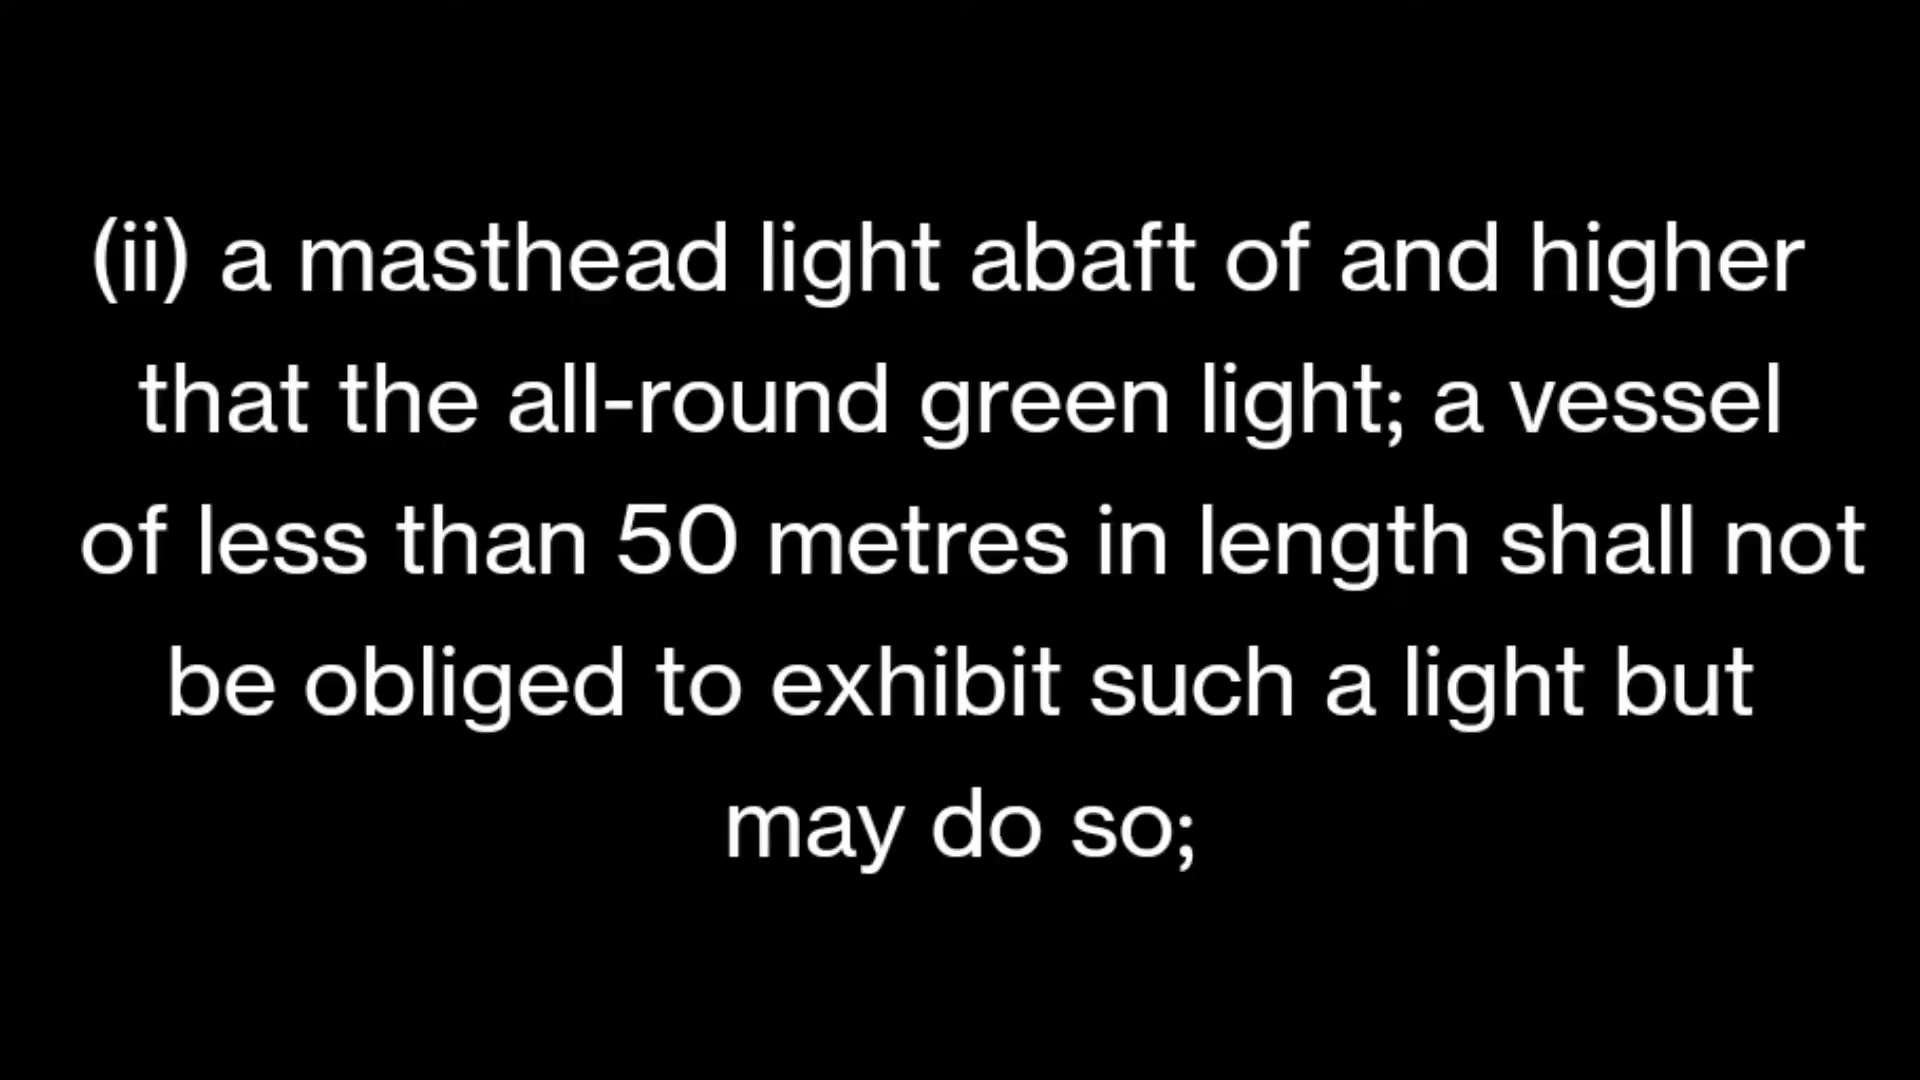 (ii) a masthead light abaft of and higher
that the all-round green light; a vessel
of less than 50 metres in length shall not
be obliged to exhibit such a light but
may do so;